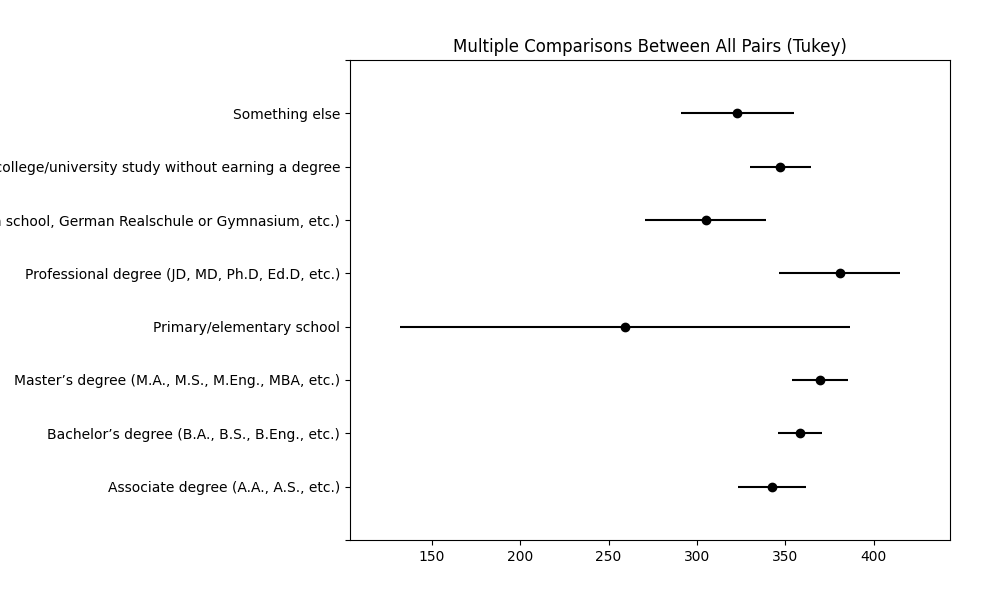 Multiple Comparisons Between All Pairs (Tukey)
Something else
college/university study without earning a degree
school, German Realschule or Gymnasium, etc.)
Professional degree (JD, MD, Ph.D, Ed.D, etc.)
Primary/elementary school
Master’s degree (M.A., M.S., M.Eng., MBA, etc.)
Bachelor’s degree (B.A., B.S., B.Eng., etc.)
Associate degree (A.A., A.S., etc.)
150 200 250 300 350 400